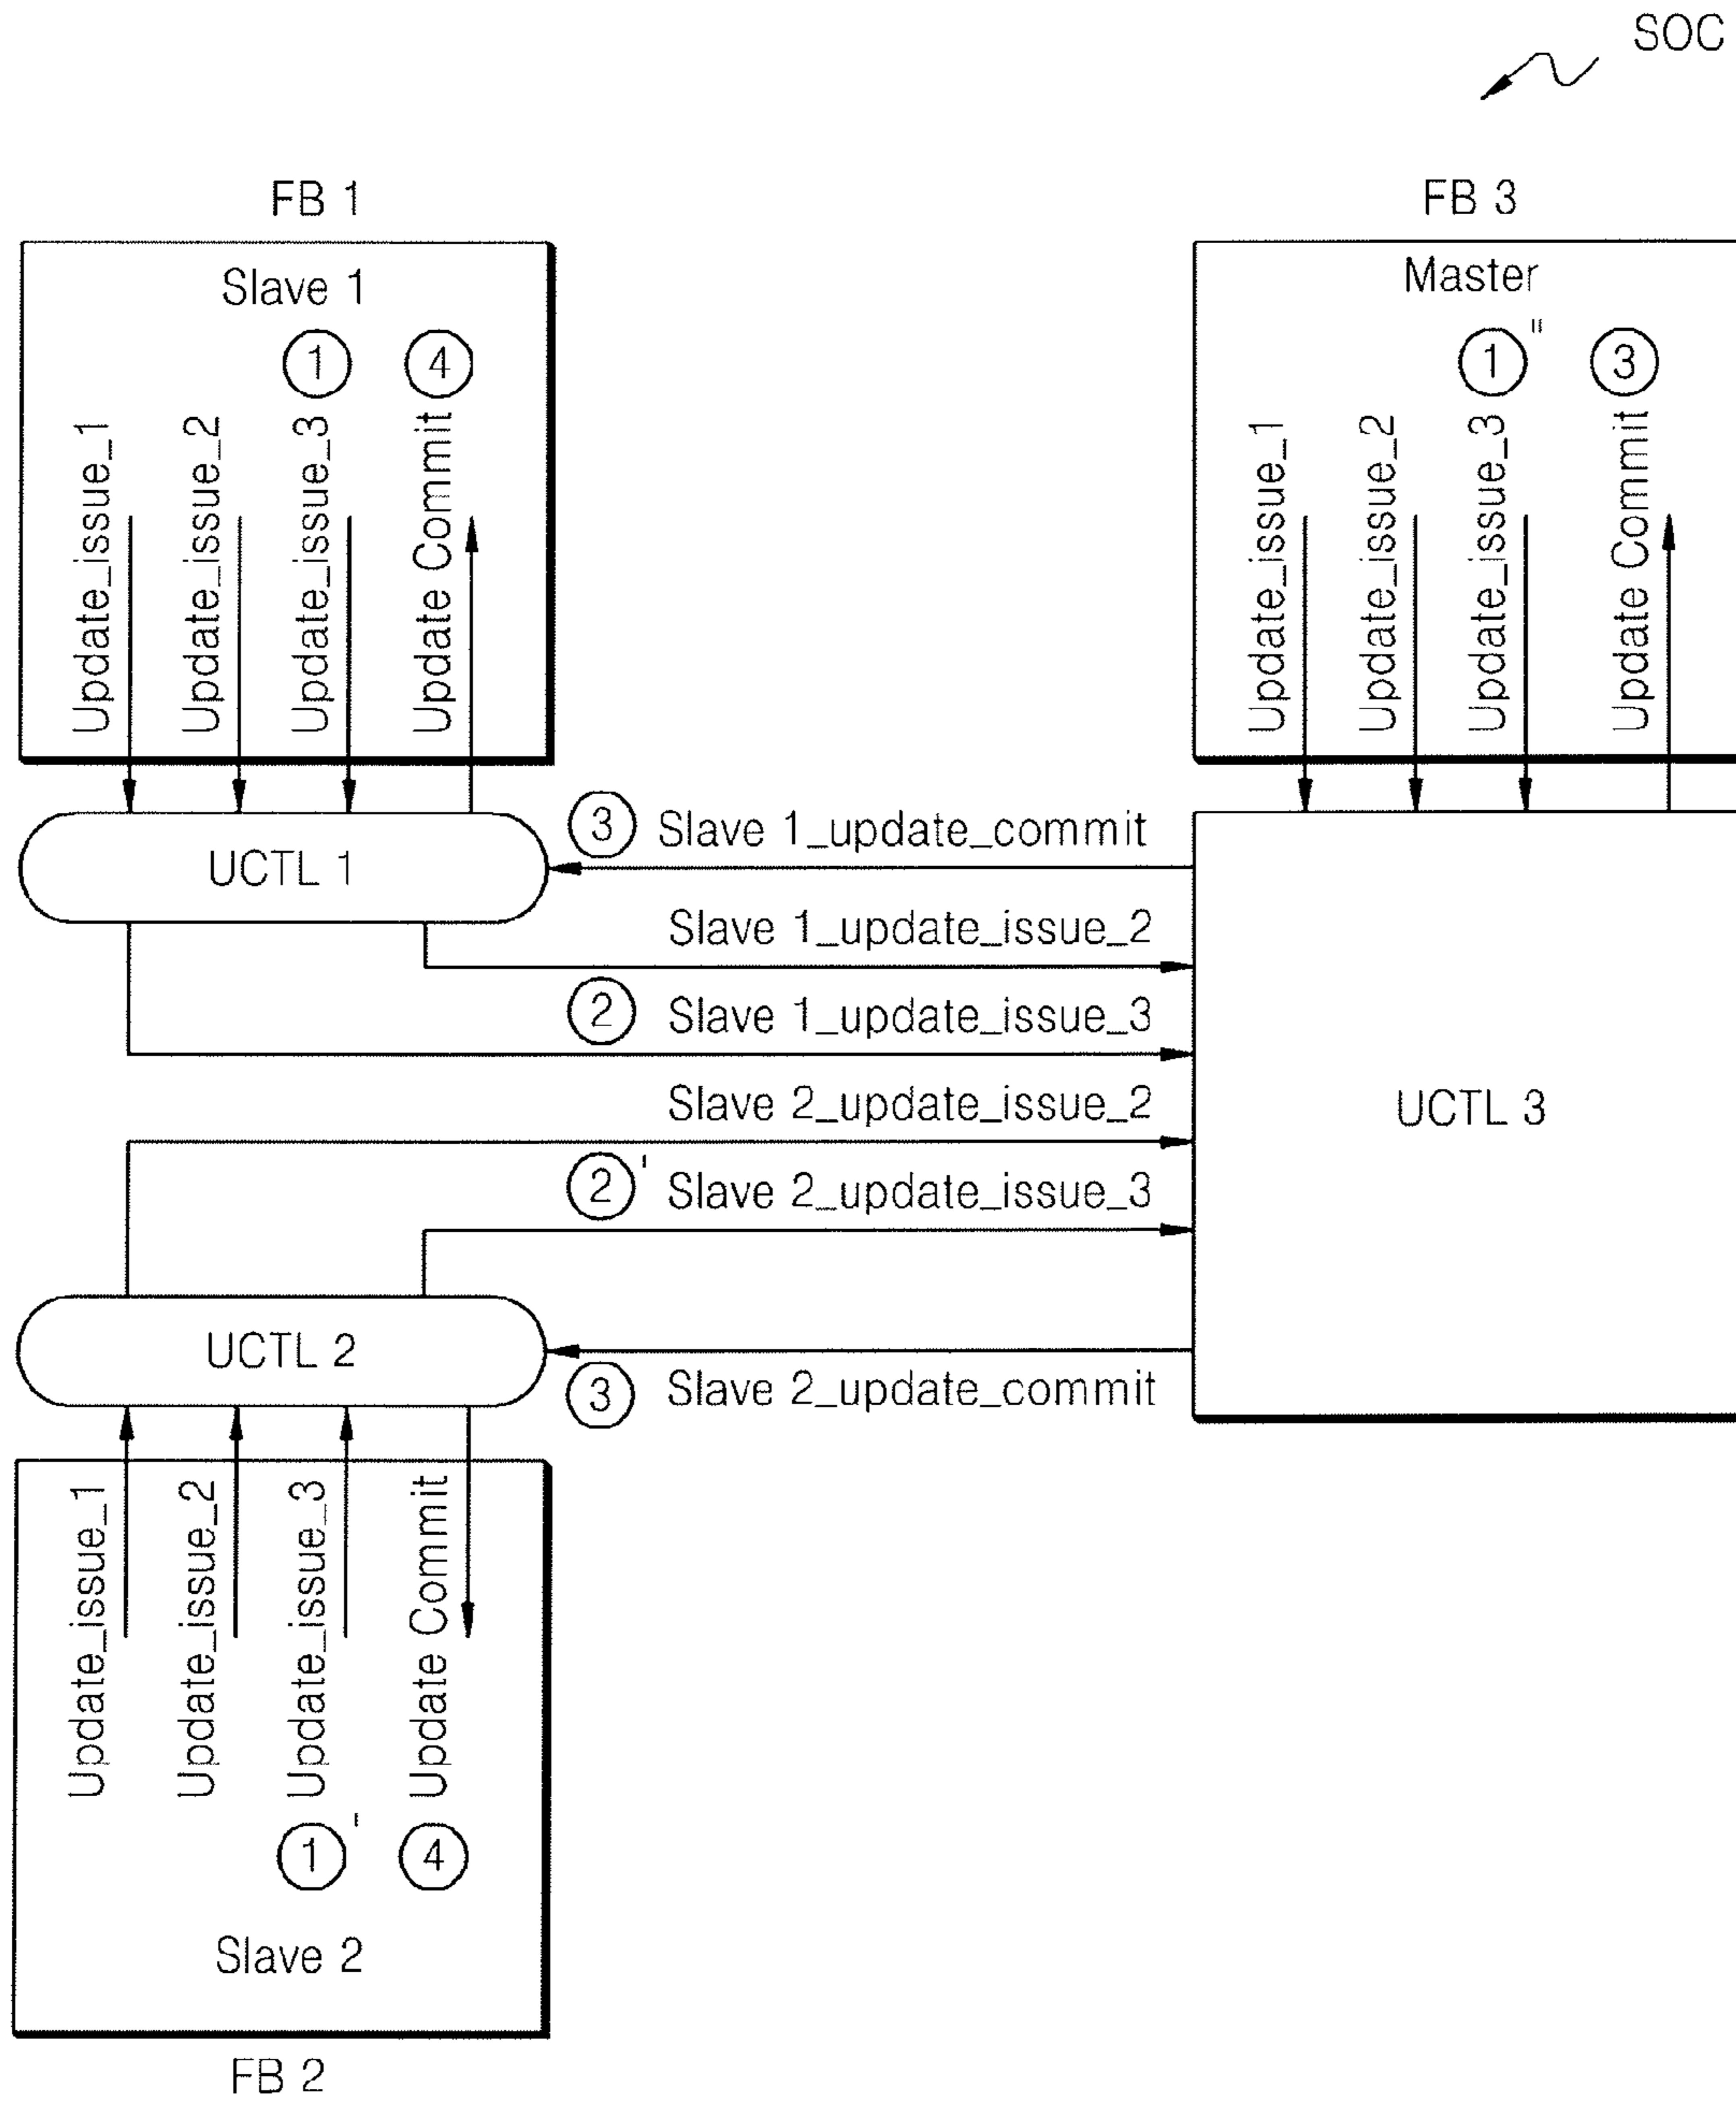 SOC
FB 1
FB 3
Slave 1
Master
① ④
①" ③
Update_issue_1
Update_issue_2
Update_issue_3
Update Commit
Update_issue_1
Update_issue_2
Update_issue_3
Update Commit
③ Slave 1_update_commit
UCTL 1
Slave 1_update_issue_2
② Slave 1_update_issue_3
Slave 2_update_issue_2
UCTL 3
②' Slave 2_update_issue_3
UCTL 2
③ Slave 2_update_commit
Update_issue_1
Update_issue_2
Update_issue_3
Update Commit
①' ④
Slave 2
FB 2